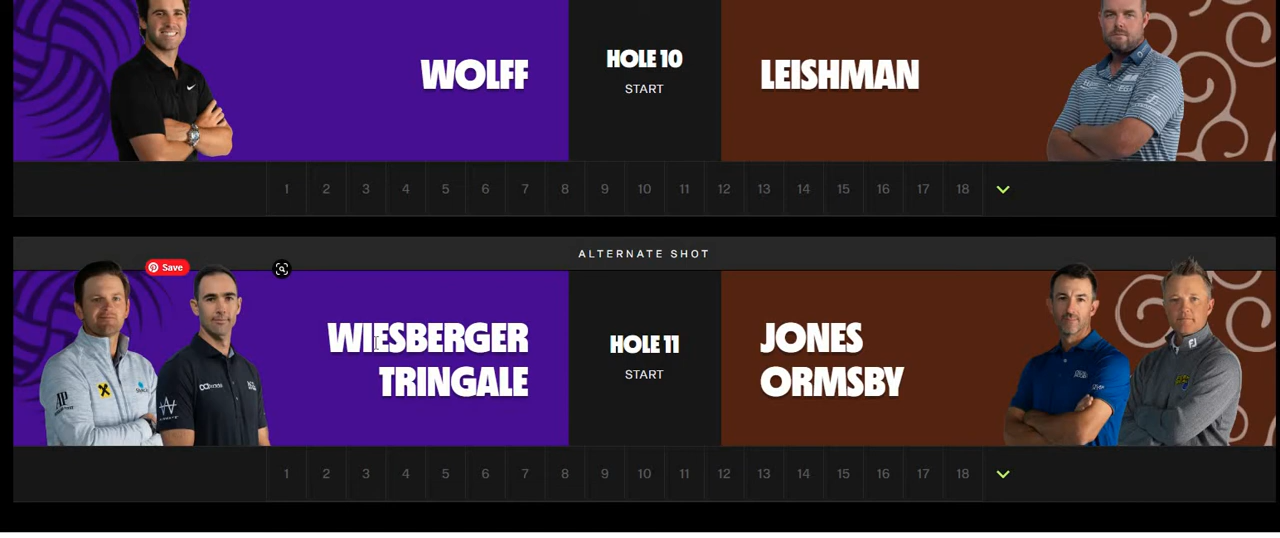 WOLFF
HOLE 10
START
LEISHMAN
1 2 3 4 5 6 7 8 9 10 11 12 13 14 15 16 17 18
ALTERNATE SHOT
Save
WIESBERGER
TRINGALE
HOLE 11
START
JONES
ORMSBY
1 2 3 4 5 6 7 8 9 10 11 12 13 14 15 16 17 18